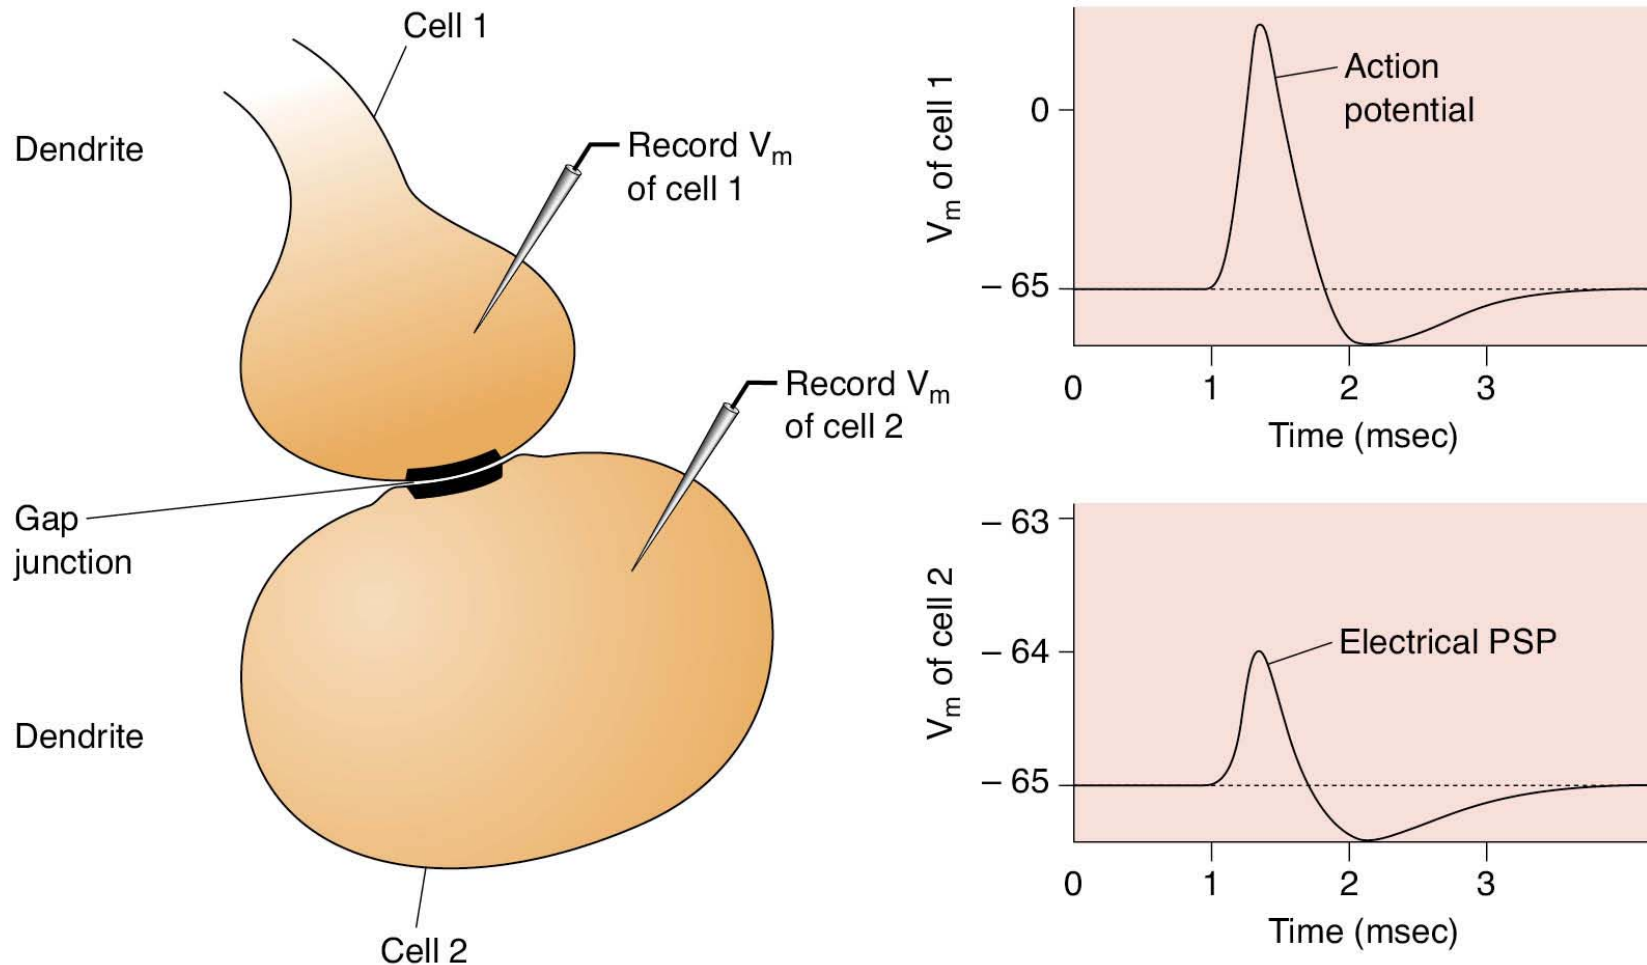 Cell 1
Dendrite
Record Vm
of cell 1
Record Vm
of cell 2
Gap
junction
Dendrite
Cell 2
Vm of cell 1
0
– 65
Action
potential
0 1 2 3
Time (msec)
Vm of cell 2
– 63
– 64
– 65
Electrical PSP
0 1 2 3
Time (msec)